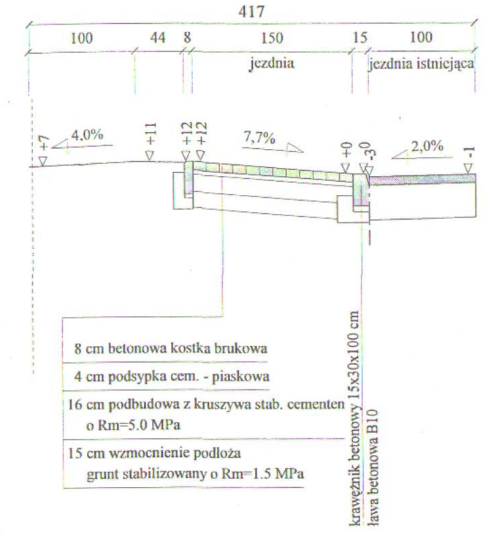 417
100 44 8 150 15 100
jezdnia jezdnia istniejąca
+7 4,0% +11 +12 +12 7,7% +0 0 -3 2,0% -1
8 cm betonowa kostka brukowa
4 cm podsypka cem. - piaskowa
16 cm podbudowa z kruszywa stab. cementen
o Rm=5.0 MPa
15 cm wzmocnienie podłoża
grunt stabilizowany o Rm=1.5 MPa
krawężnik betonowy 15x30x100 cm
ława betonowa B10